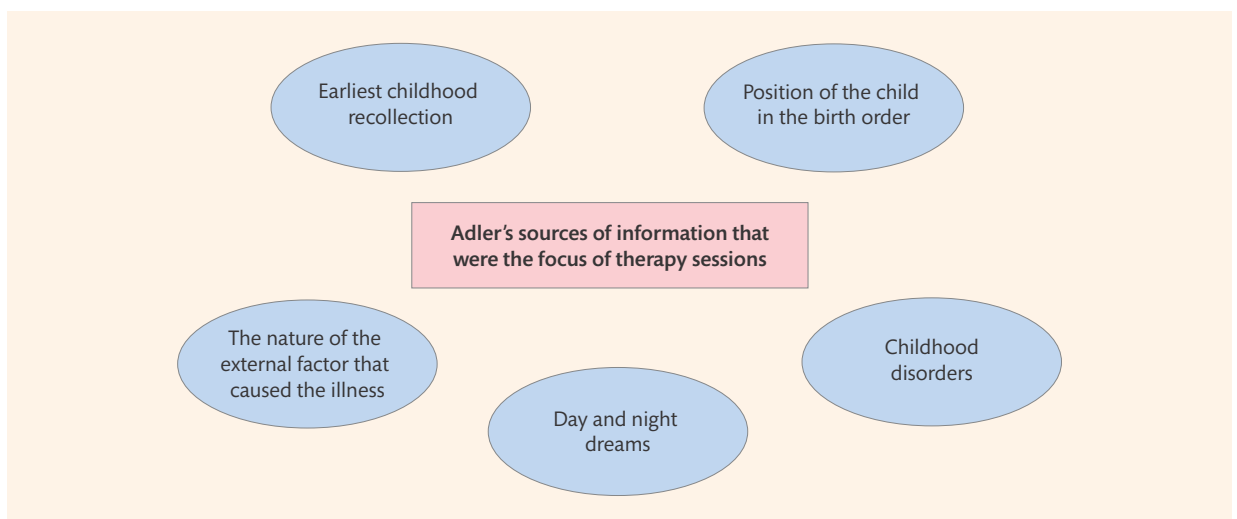 Earliest childhood
recollection
Position of the child
in the birth order
Adler’s sources of information that
were the focus of therapy sessions
The nature of the
external factor that
caused the illness
Childhood
disorders
Day and night
dreams